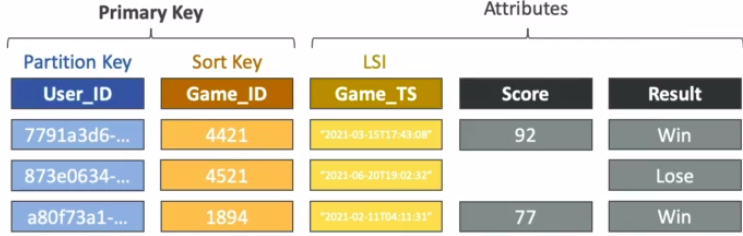 Primary Key Attributes
Partition Key Sort Key LSI
User_ID Game_ID Game_TS Score Result
7791a3d6-... 4421 "2021-03-15T17:43:08" 92 Win
873e0634-... 4521 "2021-06-20T19:02:32" Lose
a80f73a1-... 1894 "2021-02-11T04:11:31" 77 Win